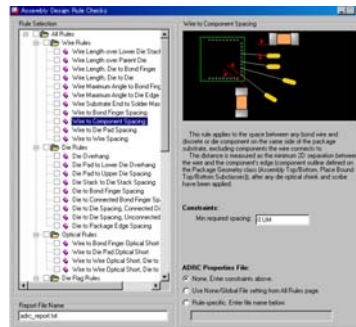 Assembly Design Rule Checks
Rule Selection
All Rules
Wire Rules
Wire Length over Lower Die Stack
Wire Length over Parent Die
Wire Length, Die to Bond Finger
Wire Length, Die to Die
Wire Maximum Angle to Bond Fing
Wire Maximum Angle to Die Edge
Wire Substrate End to Solder Mas
Wire to Bond Finger Spacing
Wire to Component Spacing
Wire to Die Pad Spacing
Wire to Wire Spacing
Die Rules
Die Overhang
Die Pad to Lower Die Overhang
Die Pad to Upper Die Spacing
Die Stack to Die Stack Spacing
Die to Bond Finger Spacing
Die to Connected Bond Finger Sp
Die to Die Spacing, Connected Di
Die to Die Spacing, Unconnected
Die to Package Edge Spacing
Optical Rules
Wire to Bond Finger Optical Short
Wire to Die Pad Optical Short
Wire to Wire Optical Short, Die to
Wire to Wire Optical Short, Die to
Die Flag Rules
Report File Name
adrc_report.txt
Wire to Component Spacing
This rule applies to the space between any bond wire and
discrete or die component on the same side of the package
substrate, excluding components the wire connects to.
The distance is measured as the minimum 2D separation between
the wire and the component's edge (component outline defined on
the Package Geometry class (Assembly Top/Bottom, Place Bound
Top/Bottom Subclasses)), after any die optical shrink and scribe
have been applied.
Constraints:
Min required spacing: 0 UM
ADRC Properties File:
None. Enter constraints above.
Use None/Global File setting from All Rules page.
Rule-specific. Enter file name below.